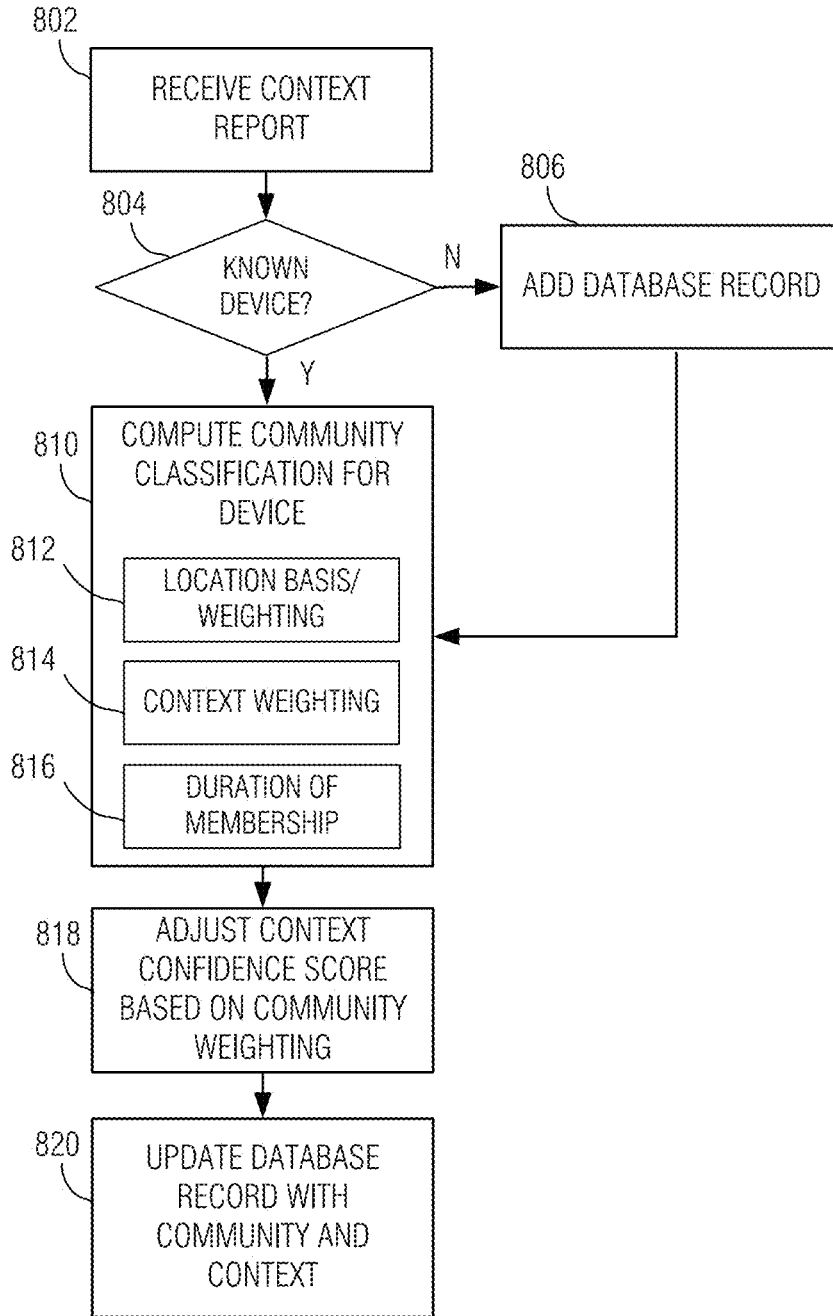 802
RECEIVE CONTEXT
REPORT
804
KNOWN
DEVICE?
N
806
ADD DATABASE RECORD
Y
810
COMPUTE COMMUNITY
CLASSIFICATION FOR
DEVICE
812
LOCATION BASIS/
WEIGHTING
814
CONTEXT WEIGHTING
816
DURATION OF
MEMBERSHIP
818
ADJUST CONTEXT
CONFIDENCE SCORE
BASED ON COMMUNITY
WEIGHTING
820
UPDATE DATABASE
RECORD WITH
COMMUNITY AND
CONTEXT